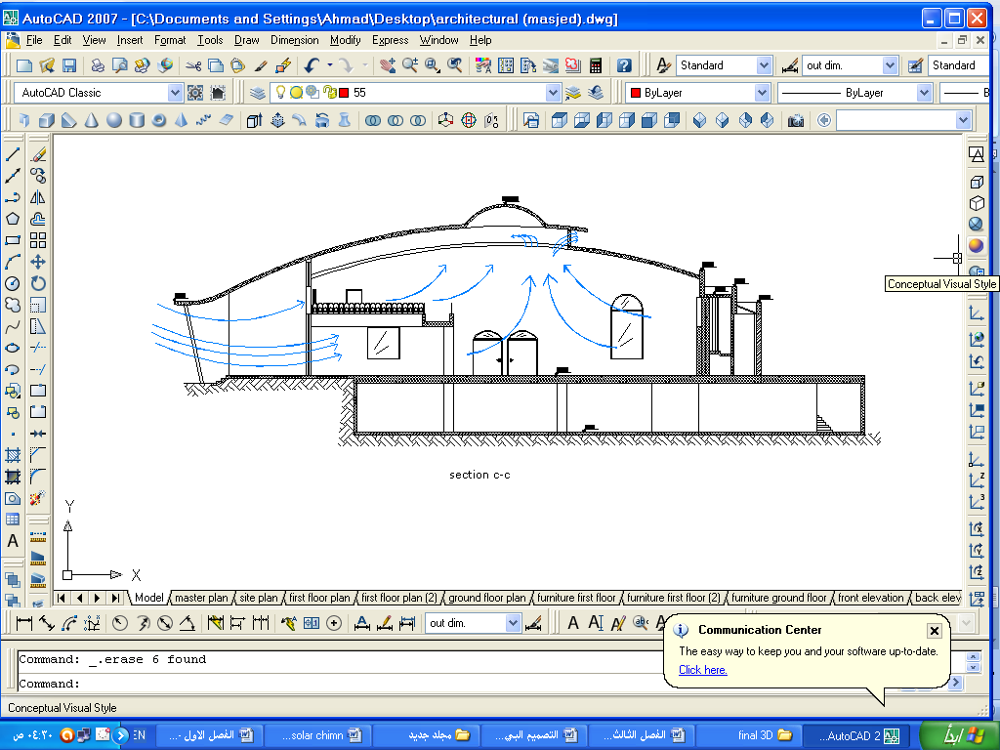 AutoCAD 2007 - [C:\Documents and Settings\Ahmad\Desktop\architectural (masjed).dwg]
File Edit View Insert Format Tools Draw Dimension Modify Express Window Help
Standard out dim. Standard
AutoCAD Classic 55 ByLayer ByLayer
Conceptual Visual Style
section c-c
Y
X
Model master plan site plan first floor plan first floor plan (2) ground floor plan furniture first floor furniture first floor (2) furniture ground floor front elevation back elev
out dim.
Communication Center
The easy way to keep you and your software up-to-date.
Click here.
Command: _.erase 6 found
Command:
Conceptual Visual Style
٠٤:٣٠ ص EN الفصل الاول -... solar chimn... مجلد جديد التصميم البي... الفصل الثالث... final 3D AutoCAD 2... ابدأ